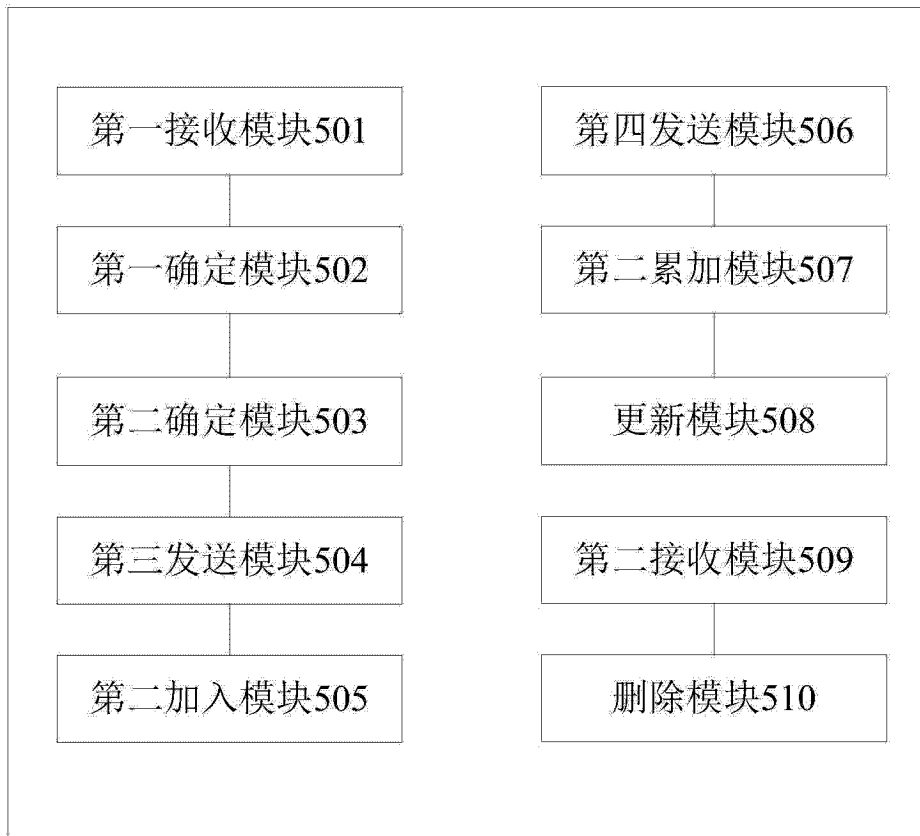 第一接收模块501
第一确定模块502
第二确定模块503
第三发送模块504
第二加入模块505
第四发送模块506
第二累加模块507
更新模块508
第二接收模块509
删除模块510